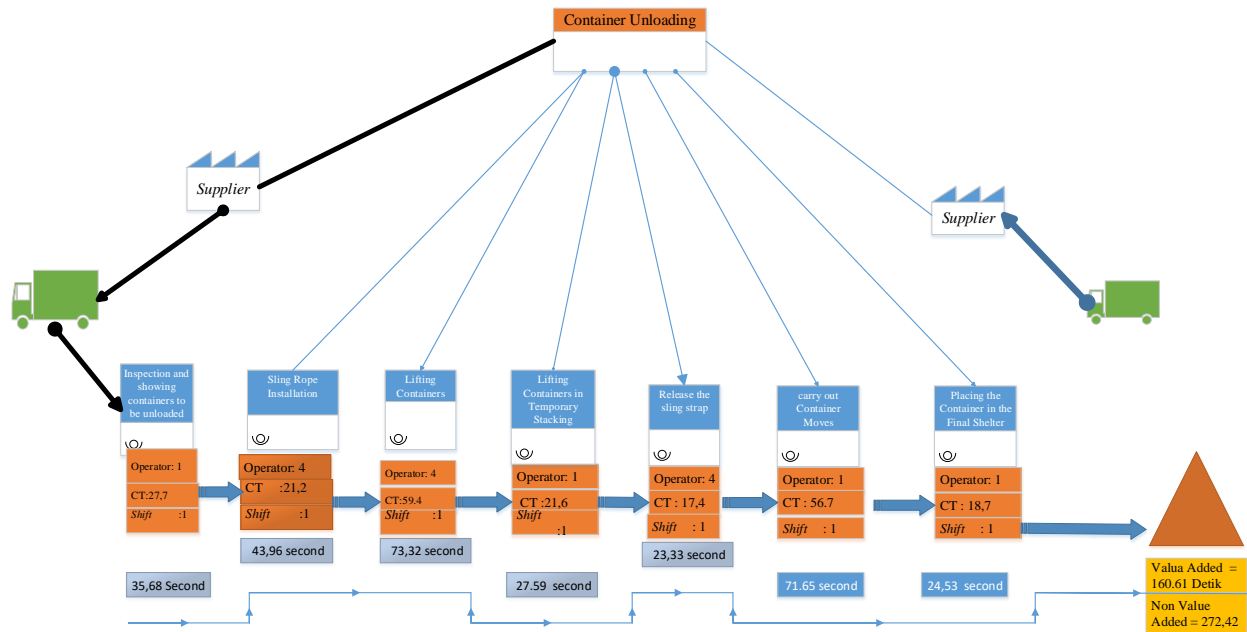 Container Unloading
Supplier
Supplier
Inspection and
showing
containers to
be unloaded
Operator: 1
CT:27,7
Shift :1
35,68 Second
Sling Rope
Installation
Operator: 4
CT :21,2
Shift :1
43,96 second
Lifting
Containers
Operator: 4
CT:59.4
Shift :1
73,32 second
Lifting
Containers in
Temporary
Stacking
Operator: 1
CT :21,6
Shift
:1
27.59 second
Release the
sling strap
Operator: 4
CT : 17,4
Shift : 1
23,33 second
carry out
Container
Moves
Operator: 1
CT : 56.7
Shift : 1
71.65 second
Placing the
Container in the
Final Shelter
Operator: 1
CT : 18,7
Shift : 1
24,53 second
Valua Added =
160.61 Detik
Non Value
Added = 272,42